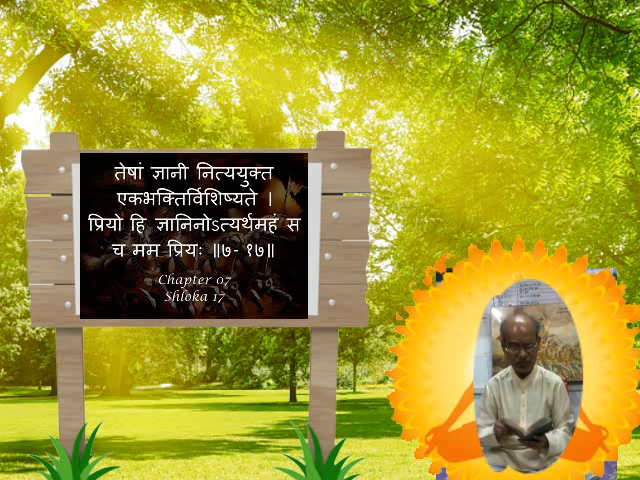 तेषां ज्ञानी नित्ययुक्त
एकभक्तिर्विशिष्यते ।
प्रियो हि ज्ञानिनोऽत्यर्थमहं स
च मम प्रियः ॥७- १७॥
Chapter 07
Shloka 17